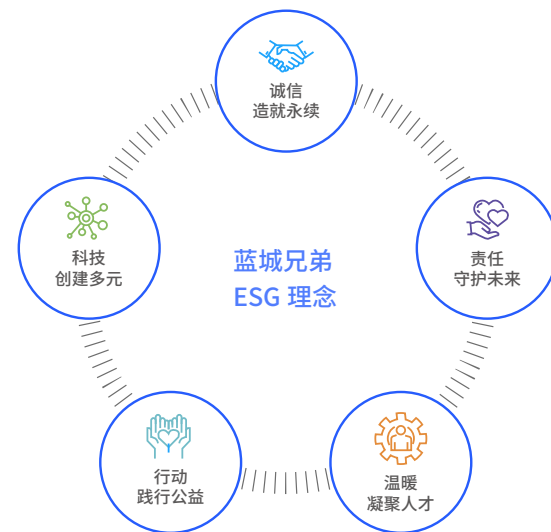 诚信
造就永续
科技
创建多元
责任
守护未来
蓝城兄弟
ESG 理念
行动
践行公益
温暖
凝聚人才